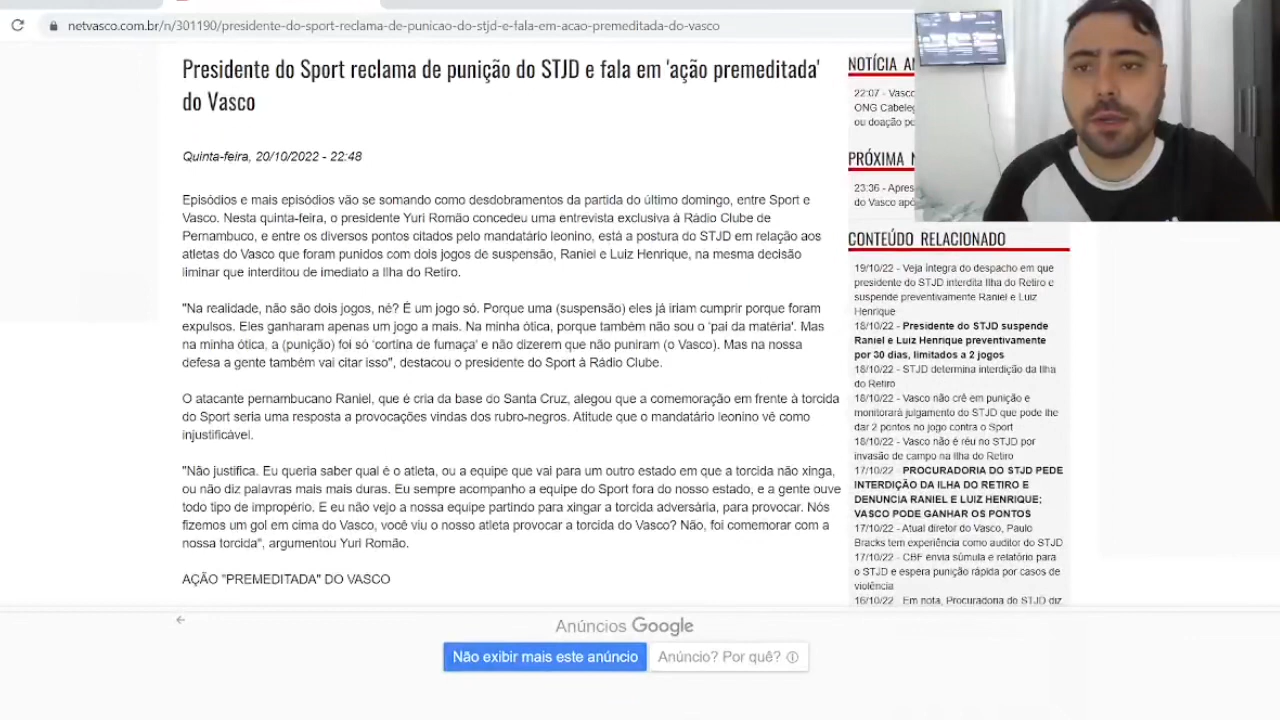 netvasco.com.br/n/301190/presidente-do-sport-reclama-de-punicao-do-stjd-e-fala-em-acao-premeditada-do-vasco
Presidente do Sport reclama de punição do STJD e fala em 'ação premeditada'
do Vasco
Quinta-feira, 20/10/2022 - 22:48
Episódios e mais episódios vão se somando como desdobramentos da partida do último domingo, entre Sport e
Vasco. Nesta quinta-feira, o presidente Yuri Romão concedeu uma entrevista exclusiva à Rádio Clube de
Pernambuco, e entre os diversos pontos citados pelo mandatário leonino, está a postura do STJD em relação aos
atletas do Vasco que foram punidos com dois jogos de suspensão, Raniel e Luiz Henrique, na mesma decisão
liminar que interditou de imediato a Ilha do Retiro.
"Na realidade, não são dois jogos, né? É um jogo só. Porque uma (suspensão) eles já iriam cumprir porque foram
expulsos. Eles ganharam apenas um jogo a mais. Na minha ótica, porque também não sou o 'pai da matéria'. Mas
na minha ótica, a (punição) foi só 'cortina de fumaça' e não dizerem que não puniram (o Vasco). Mas na nossa
defesa a gente também vai citar isso", destacou o presidente do Sport à Rádio Clube.
O atacante pernambucano Raniel, que é cria da base do Santa Cruz, alegou que a comemoração em frente à torcida
do Sport seria uma resposta a provocações vindas dos rubro-negros. Atitude que o mandatário leonino vê como
injustificável.
"Não justifica. Eu queria saber qual é o atleta, ou a equipe que vai para um outro estado em que a torcida não xinga,
ou não diz palavras mais mais duras. Eu sempre acompanho a equipe do Sport fora do nosso estado, e a gente ouve
todo tipo de impropério. E eu não vejo a nossa equipe partindo para xingar a torcida adversária, para provocar. Nós
fizemos um gol em cima do Vasco, você viu o nosso atleta provocar a torcida do Vasco? Não, foi comemorar com a
nossa torcida", argumentou Yuri Romão.
AÇÃO "PREMEDITADA" DO VASCO
NOTÍCIA
22:07 - Vasco
ONG
ou doação
PRÓXIMA
23:36 -
do Vasco
CONTEÚDO RELACIONADO
19/10/22 - Veja íntegra do despacho em que
presidente do STJD interdita Ilha do Retiro e
suspende preventivamente Raniel e Luiz
Henrique
18/10/22 - Presidente do STJD suspende
Raniel e Luiz Henrique preventivamente
por 30 dias, limitados a 2 jogos
18/10/22 - STJD determina interdição da Ilha
do Retiro
18/10/22 - Vasco não crê em punição e
monitorará julgamento do STJD que pode lhe
dar 2 pontos no jogo contra o Sport
18/10/22 - Vasco não é réu no STJD por
invasão de campo na Ilha do Retiro
17/10/22 - PROCURADORIA DO STJD PEDE
INTERDIÇÃO DA ILHA DO RETIRO E
DENUNCIA RANIEL E LUIZ HENRIQUE;
VASCO PODE GANHAR OS PONTOS
17/10/22 - Atual diretor do Vasco, Paulo
Bracks tem experiência como auditor do STJD
17/10/22 - CBF envia súmula e relatório para
o STJD e espera punição rápida por casos de
violência
16/10/22 - Em nota, Procuradoria do STJD diz
Anúncios Google
Não exibir mais este anúncio
Anúncio? Por quê?